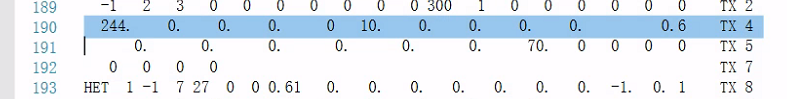 189 -1 2 3 0 0 0 0 0 0 0 300 1 0 0 0 0 0 0 TX 2
190 244. 0. 0. 0. 0 10. 0. 0. 0. 0. 0.6 TX 4
191 0. 0. 0. 0. 0. 0. 70. 0 0 0 0 TX 5
192 0 0 0 0 TX 7
193 HET 1 -1 7 27 0 0 0.61 0. 0. 0. 0. 0. 0. 0. -1. 0. 1 TX 8